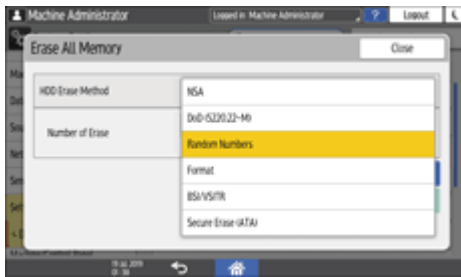 Machine Administrator
Logged in: Machine Administrator
?
Logout
Erase All Memory
Close
HDD Erase Method
Number of Erase
NSA
DoD (5220.22-M)
Random Numbers
Format
BSI/VSITR
Secure Erase (ATA)